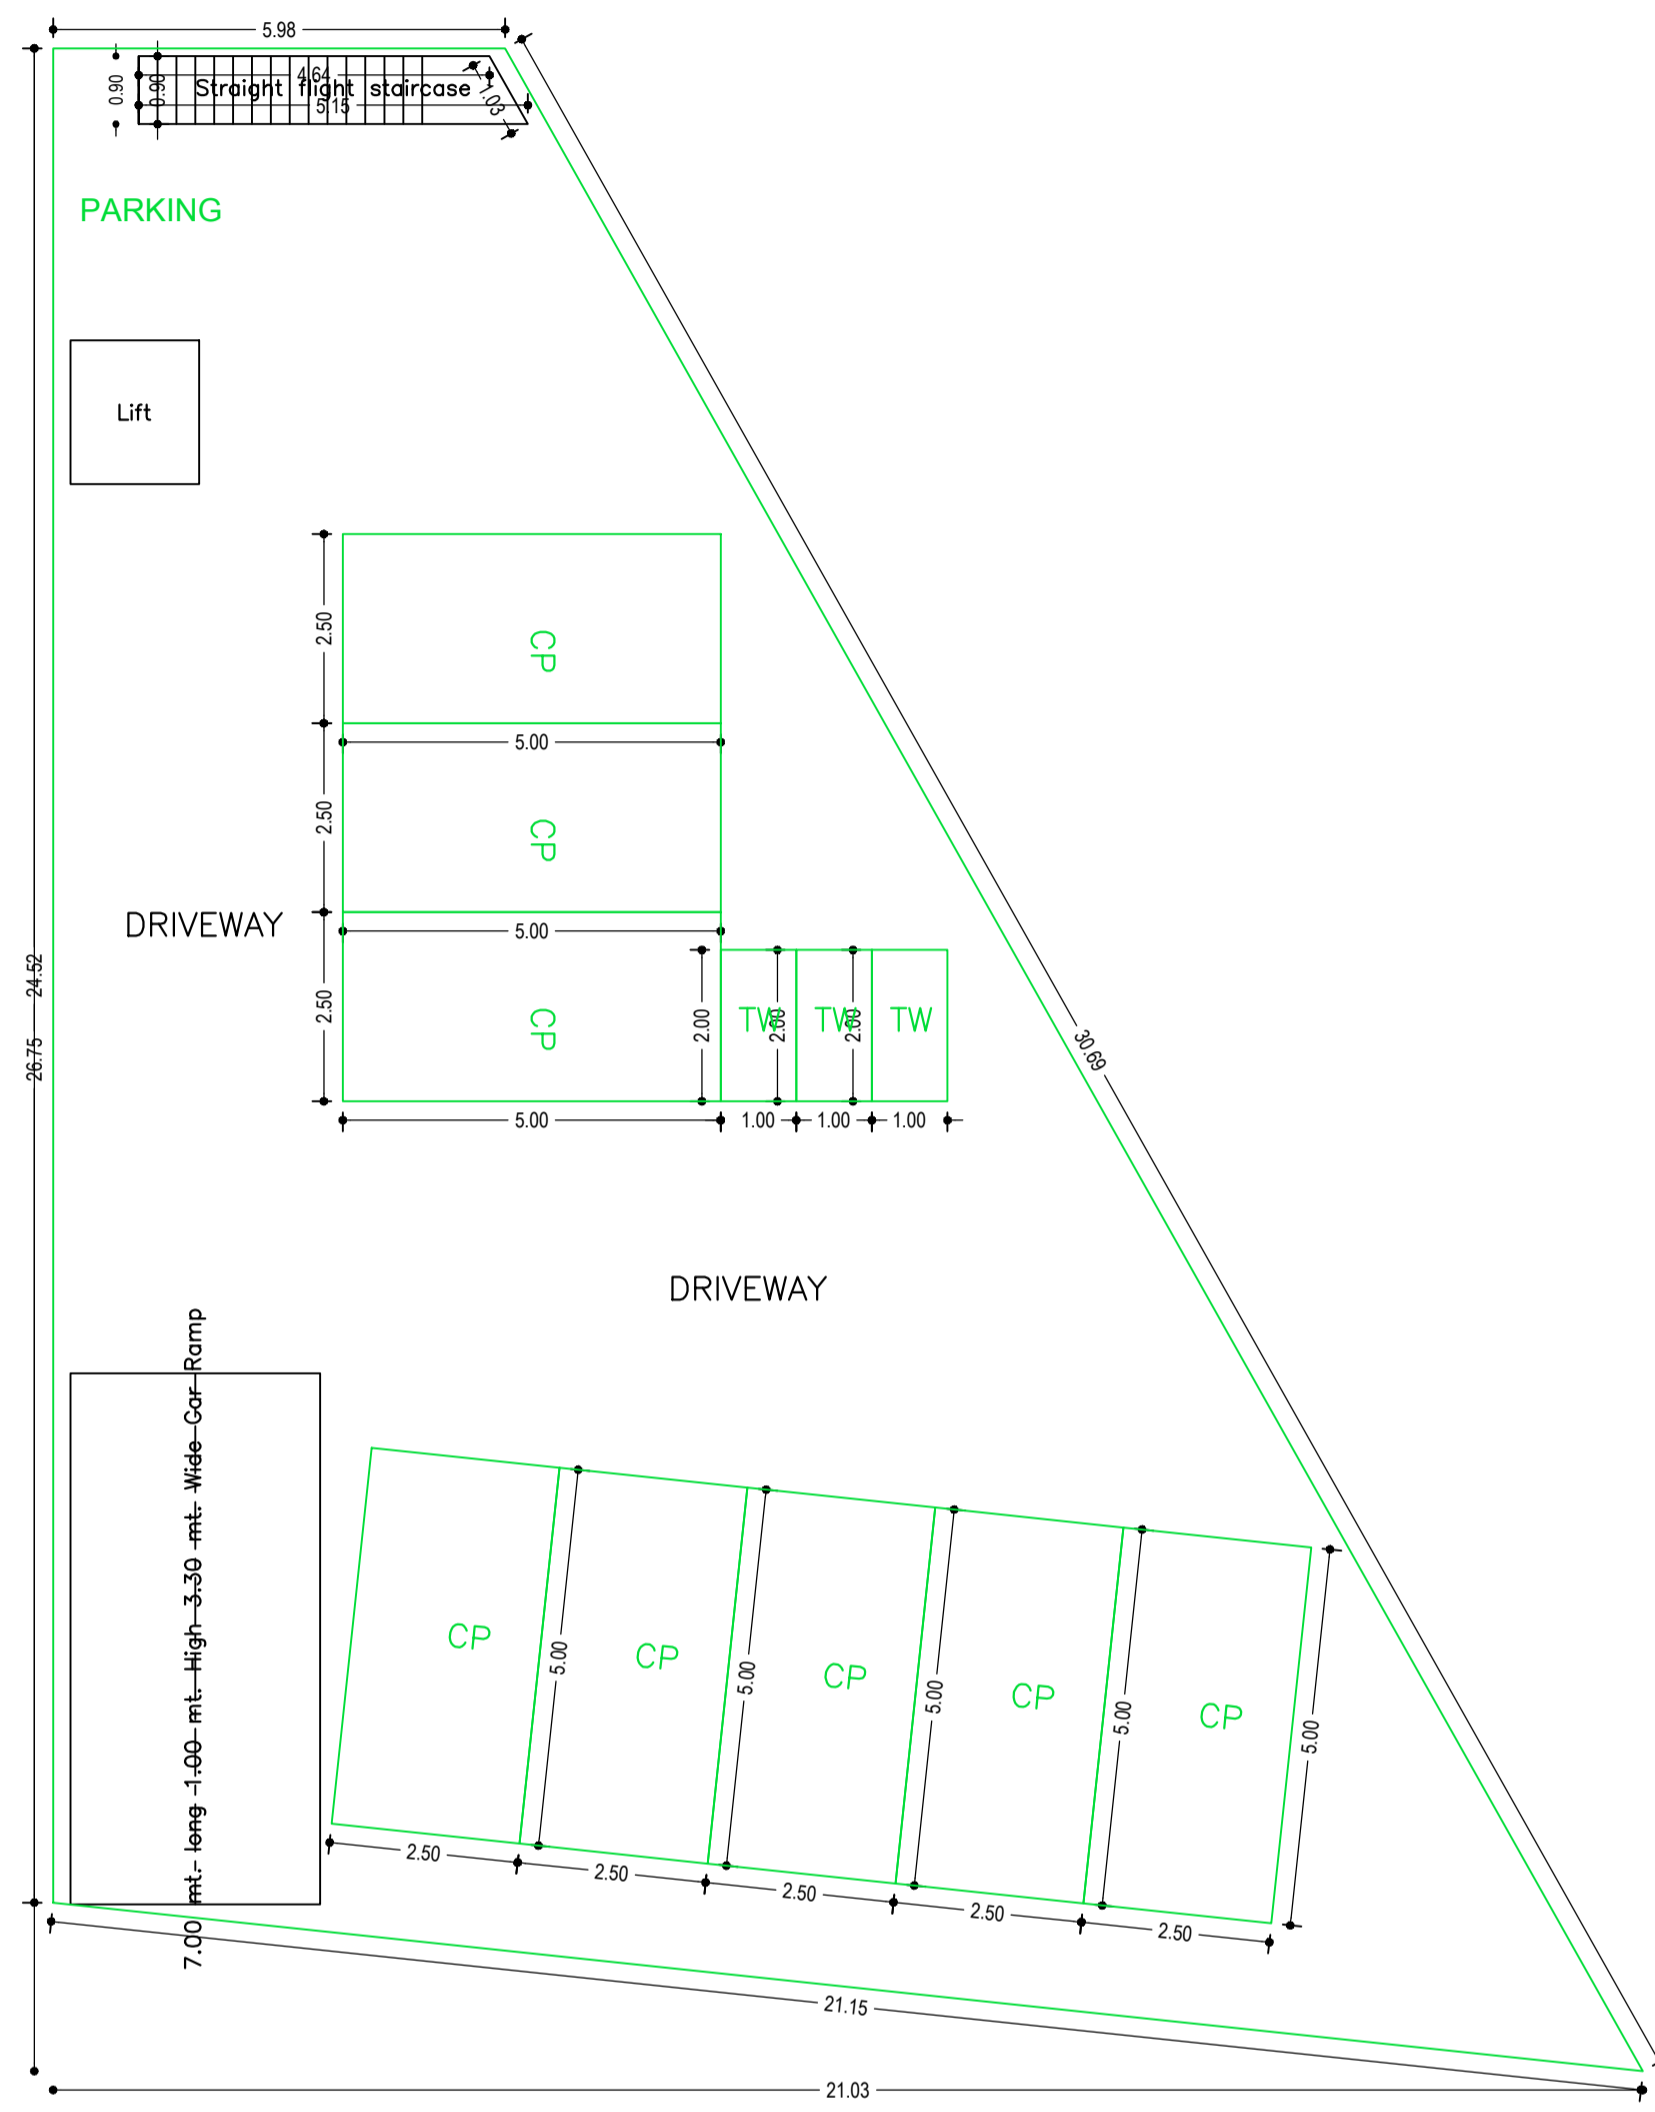 5.98
0.90
0.90
4.64
Straight flight staircase
5.15
1.03
PARKING
Lift
2.50
CP
5.00
2.50
CP
DRIVEWAY
5.00
24.52
26.75
2.50
CP
2.00
TW
2.00
TW
2.00
TW
30.69
5.00
1.00
1.00
1.00
DRIVEWAY
7.00 mt. long 1.00 mt. High 3.30 mt. Wide Car Ramp
CP
5.00
CP
5.00
CP
5.00
CP
5.00
CP
5.00
2.50
2.50
2.50
2.50
2.50
21.15
21.03